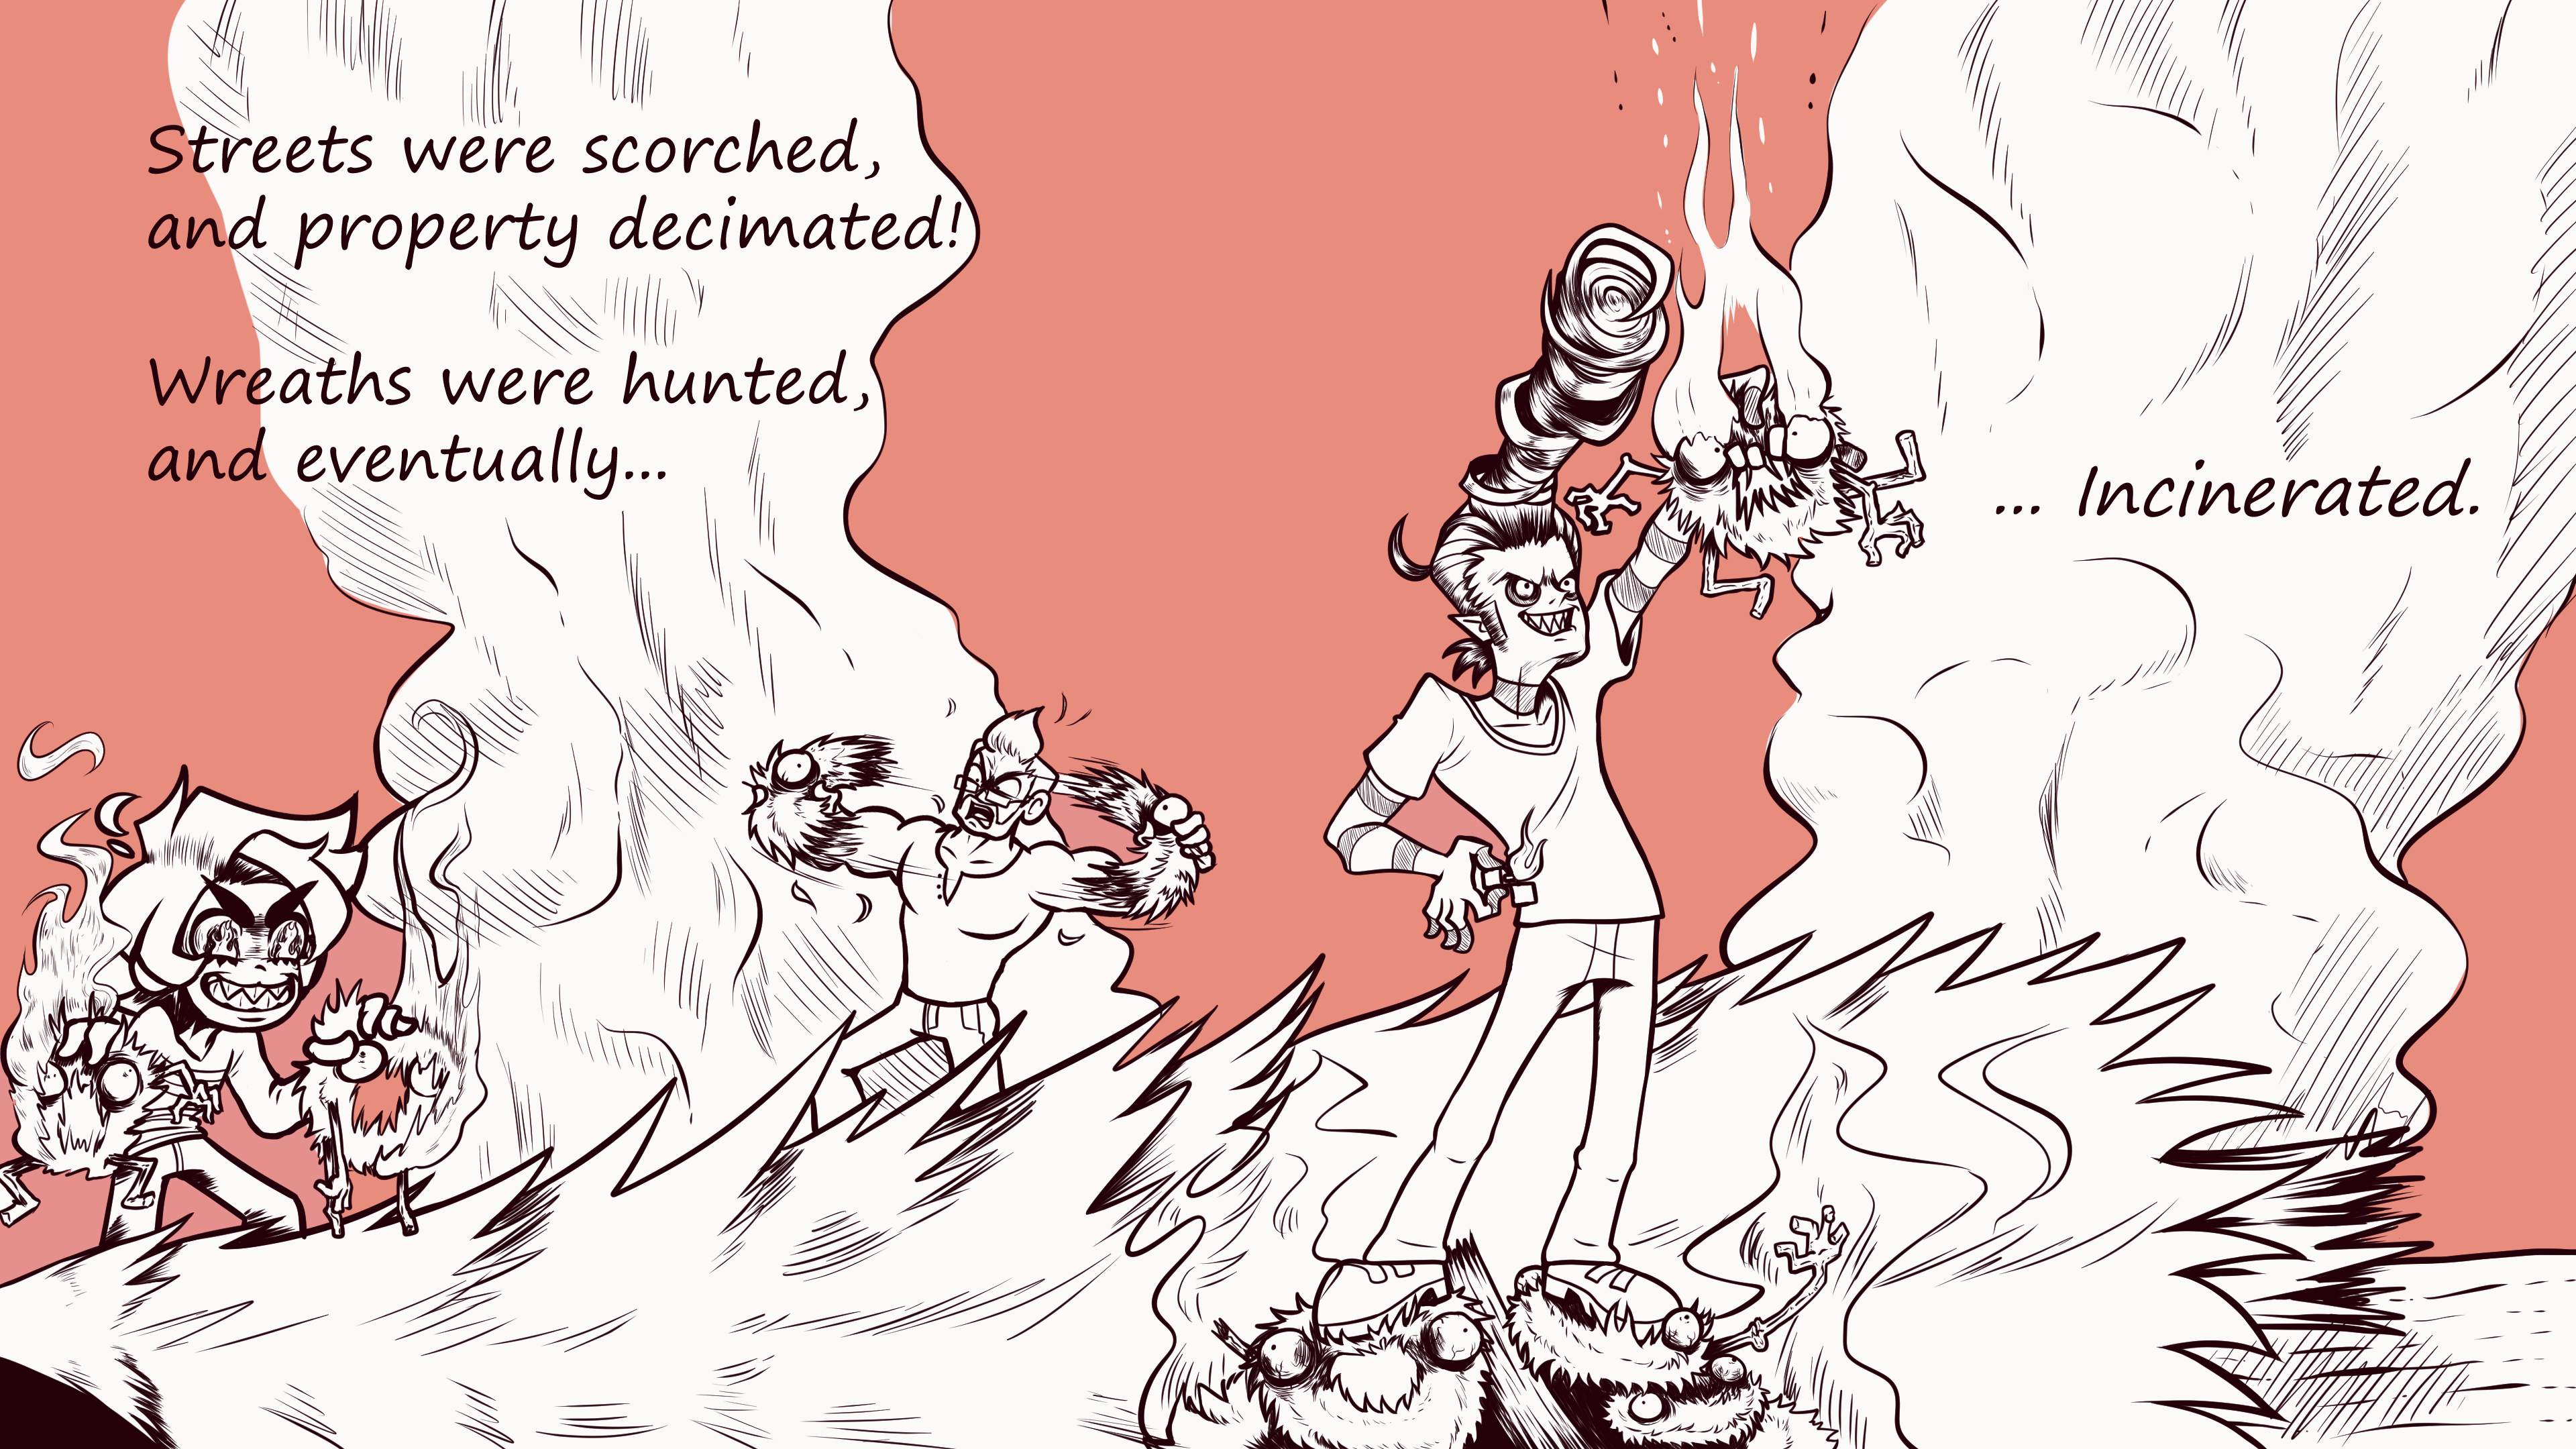 Streets were scorched,
and property decimated!
Wreaths were hunted,
and eventually...
... Incinerated.